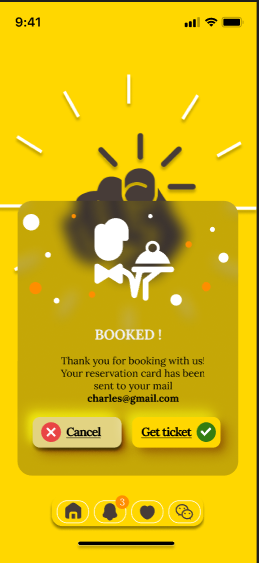 9:41
BOOKED !
Thank you for booking with us!
Your reservation card has been
sent to your mail
charles@gmail.com
Cancel Get ticket
3